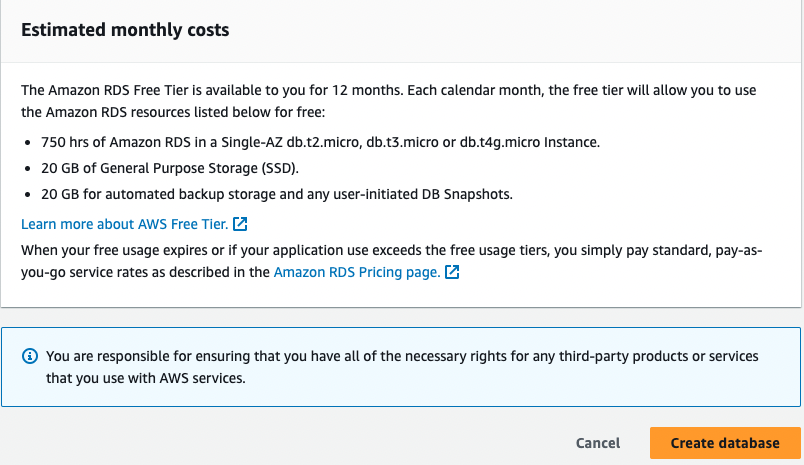 Estimated monthly costs
The Amazon RDS Free Tier is available to you for 12 months. Each calendar month, the free tier will allow you to use
the Amazon RDS resources listed below for free:
• 750 hrs of Amazon RDS in a Single-AZ db.t2.micro, db.t3.micro or db.t4g.micro Instance.
• 20 GB of General Purpose Storage (SSD).
• 20 GB for automated backup storage and any user-initiated DB Snapshots.
Learn more about AWS Free Tier.
When your free usage expires or if your application use exceeds the free usage tiers, you simply pay standard, pay-as-
you-go service rates as described in the Amazon RDS Pricing page.
You are responsible for ensuring that you have all of the necessary rights for any third-party products or services
that you use with AWS services.
Cancel Create database